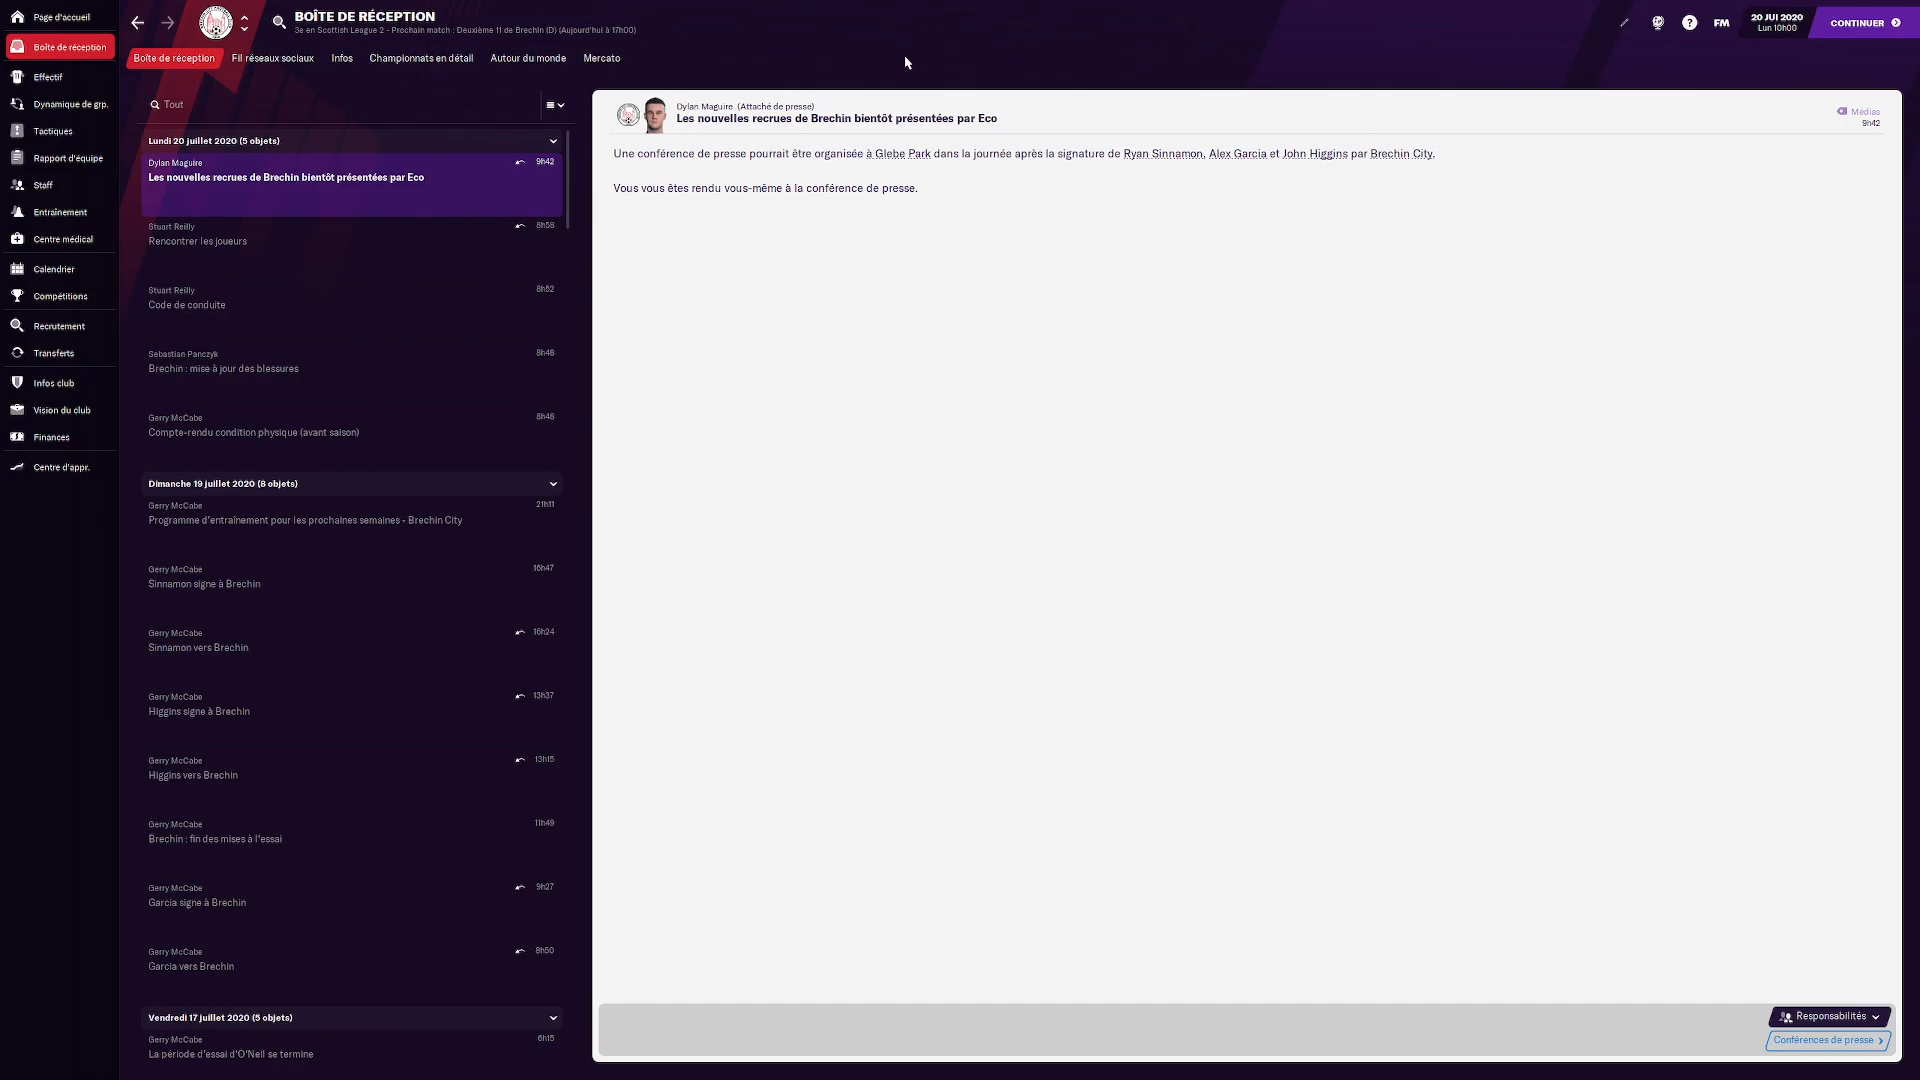 Page d'accueil
Boîte de réception
Effectif
Dynamique de grp.
Tactiques
Rapport d'équipe
Staff
Entraînement
Centre médical
Calendrier
Compétitions
Recrutement
Transferts
Infos club
Vision du club
Finances
Centre d'appr.
BOÎTE DE RÉCEPTION
3e en Scottish League 2 - Prochain match : Deuxième 11 de Brechin (D) (Aujourd'hui à 17h00)
FM
20 JUI 2020
Lun 10h00
CONTINUER
Boîte de réception
Fil réseaux sociaux
Infos
Championnats en détail
Autour du monde
Mercato
Tout
Lundi 20 juillet 2020 (5 objets)
Dylan Maguire 9h42
Les nouvelles recrues de Brechin bientôt présentées par Eco
Stuart Reilly 8h58
Rencontrer les joueurs
Stuart Reilly 8h52
Code de conduite
Sebastian Panczyk 8h48
Brechin : mise à jour des blessures
Gerry McCabe 8h48
Compte-rendu condition physique (avant saison)
Dimanche 19 juillet 2020 (8 objets)
Gerry McCabe 21h11
Programme d'entraînement pour les prochaines semaines - Brechin City
Gerry McCabe 16h47
Sinnamon signe à Brechin
Gerry McCabe 16h24
Sinnamon vers Brechin
Gerry McCabe 13h37
Higgins signe à Brechin
Gerry McCabe 13h15
Higgins vers Brechin
Gerry McCabe 11h49
Brechin : fin des mises à l'essai
Gerry McCabe 9h27
Garcia signe à Brechin
Gerry McCabe 8h50
Garcia vers Brechin
Vendredi 17 juillet 2020 (5 objets)
Gerry McCabe 6h15
La période d'essai d'O'Neil se termine
Dylan Maguire (Attaché de presse)
Les nouvelles recrues de Brechin bientôt présentées par Eco
Médias
9h42
Une conférence de presse pourrait être organisée à Glebe Park dans la journée après la signature de Ryan Sinnamon, Alex Garcia et John Higgins par Brechin City.
Vous vous êtes rendu vous-même à la conférence de presse.
Responsabilités
Conférences de presse